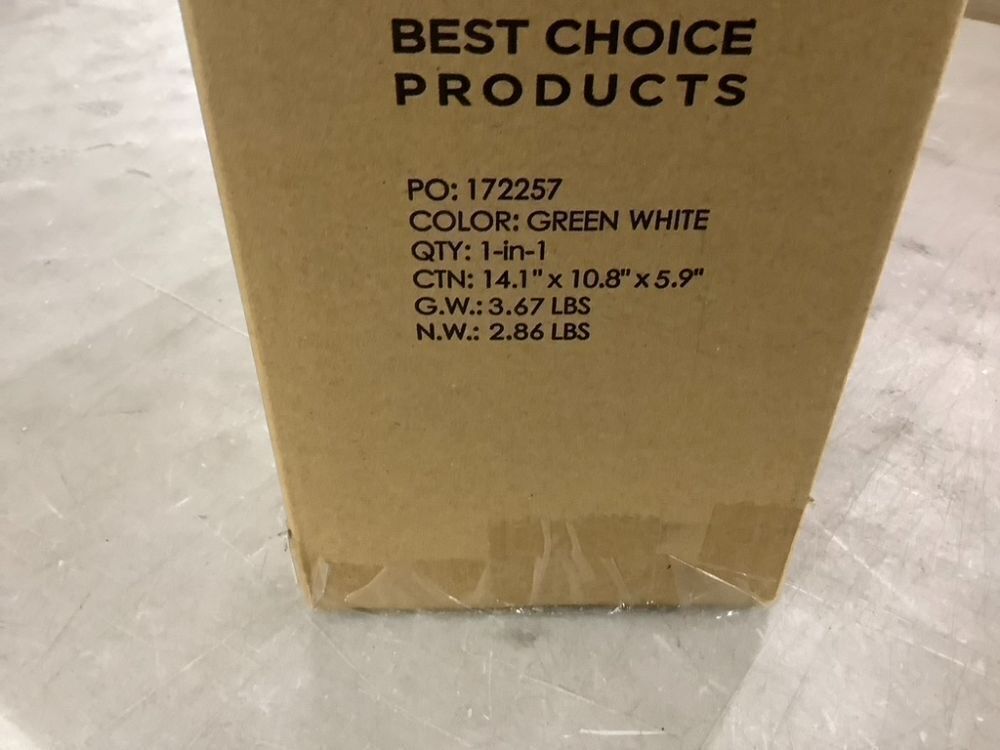 BEST CHOICE
PRODUCTS
PO: 172257
COLOR: GREEN WHITE
QTY: 1-in-1
CTN: 14.1" x 10.8" x 5.9"
G.W.: 3.67 LBS
N.W.: 2.86 LBS